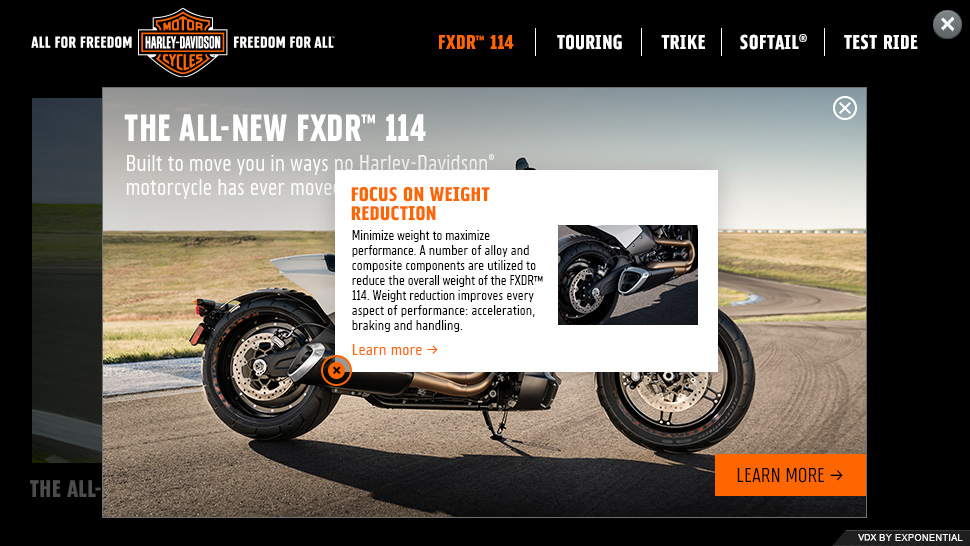 ALL FOR FREEDOM
MOTOR
HARLEY-DAVIDSON
CYCLES
FREEDOM FOR ALL
FXDR™ 114
TOURING
TRIKE
SOFTAIL®
TEST RIDE
THE ALL-NEW FXDR™ 114
Built to move you in ways no Harley-Davidson®
motorcycle has ever move
FOCUS ON WEIGHT
REDUCTION
Minimize weight to maximize
performance. A number of alloy and
composite components are utilized to
reduce the overall weight of the FXDR™
114. Weight reduction improves every
aspect of performance: acceleration,
braking and handling.
Learn more →
LEARN MORE →
THE ALL-
VDX BY EXPONENTIAL